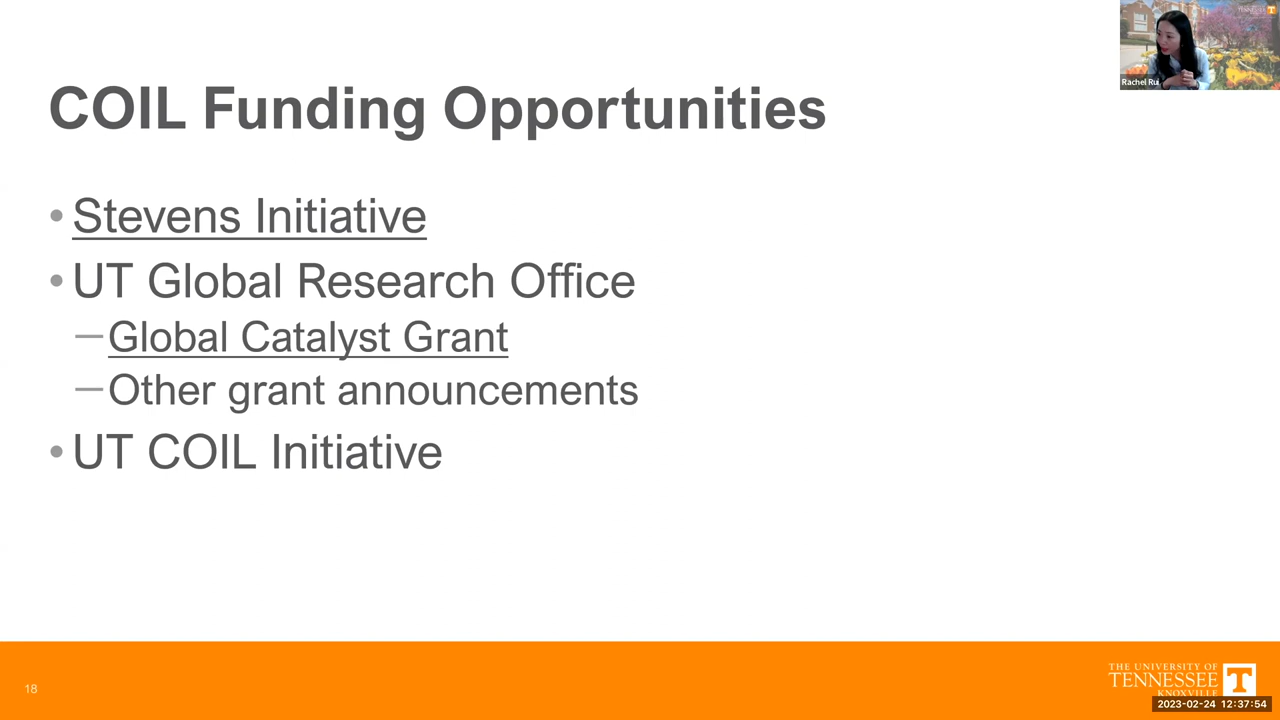 COIL Funding Opportunities
Rachel Rui
• Stevens Initiative
• UT Global Research Office
– Global Catalyst Grant
– Other grant announcements
• UT COIL Initiative
18
THE UNIVERSITY OF
TENNESSEE
KNOXVILLE
T
2023-02-24 12:37:54